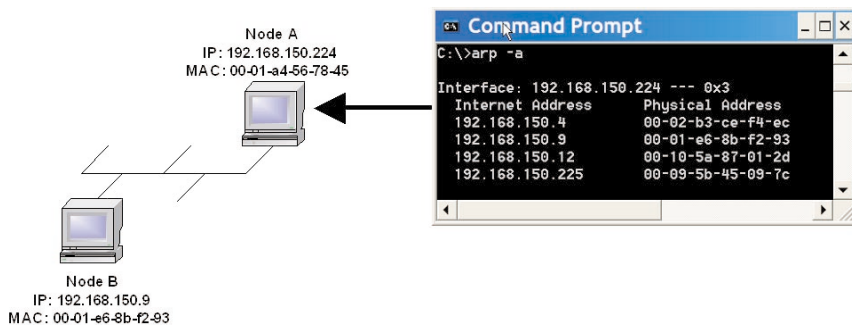 Node A
IP: 192.168.150.224
MAC: 00-01-a4-56-78-45
Command Prompt
C:\>arp -a
Interface: 192.168.150.224 --- 0x3
Internet Address Physical Address
192.168.150.4 00-02-b3-ce-f4-ec
192.168.150.9 00-01-e6-8b-f2-93
192.168.150.12 00-10-5a-87-01-2d
192.168.150.225 00-09-5b-45-09-7c
Node B
IP: 192.168.150.9
MAC: 00-01-e6-8b-f2-93